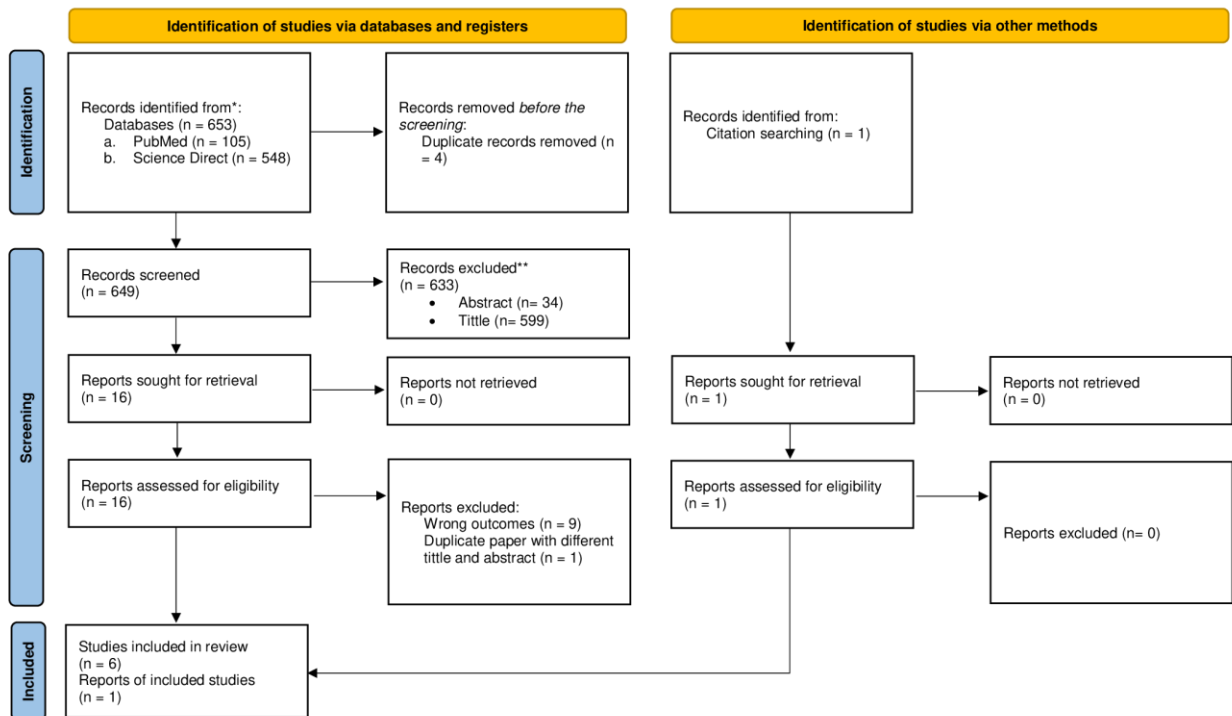 Identification of studies via databases and registers
Identification of studies via other methods
Identification
Records identified from*:
Databases (n = 653)
a. PubMed (n = 105)
b. Science Direct (n = 548)
Records removed before the
screening:
Duplicate records removed (n
= 4)
Records identified from:
Citation searching (n = 1)
Screening
Records screened
(n = 649)
Records excluded**
(n = 633)
• Abstract (n= 34)
• Tittle (n= 599)
Reports sought for retrieval
(n = 16)
Reports not retrieved
(n = 0)
Reports sought for retrieval
(n = 1)
Reports not retrieved
(n = 0)
Reports assessed for eligibility
(n = 16)
Reports excluded:
Wrong outcomes (n = 9)
Duplicate paper with different
tittle and abstract (n = 1)
Reports assessed for eligibility
(n = 1)
Reports excluded (n= 0)
Included
Studies included in review
(n = 6)
Reports of included studies
(n = 1)